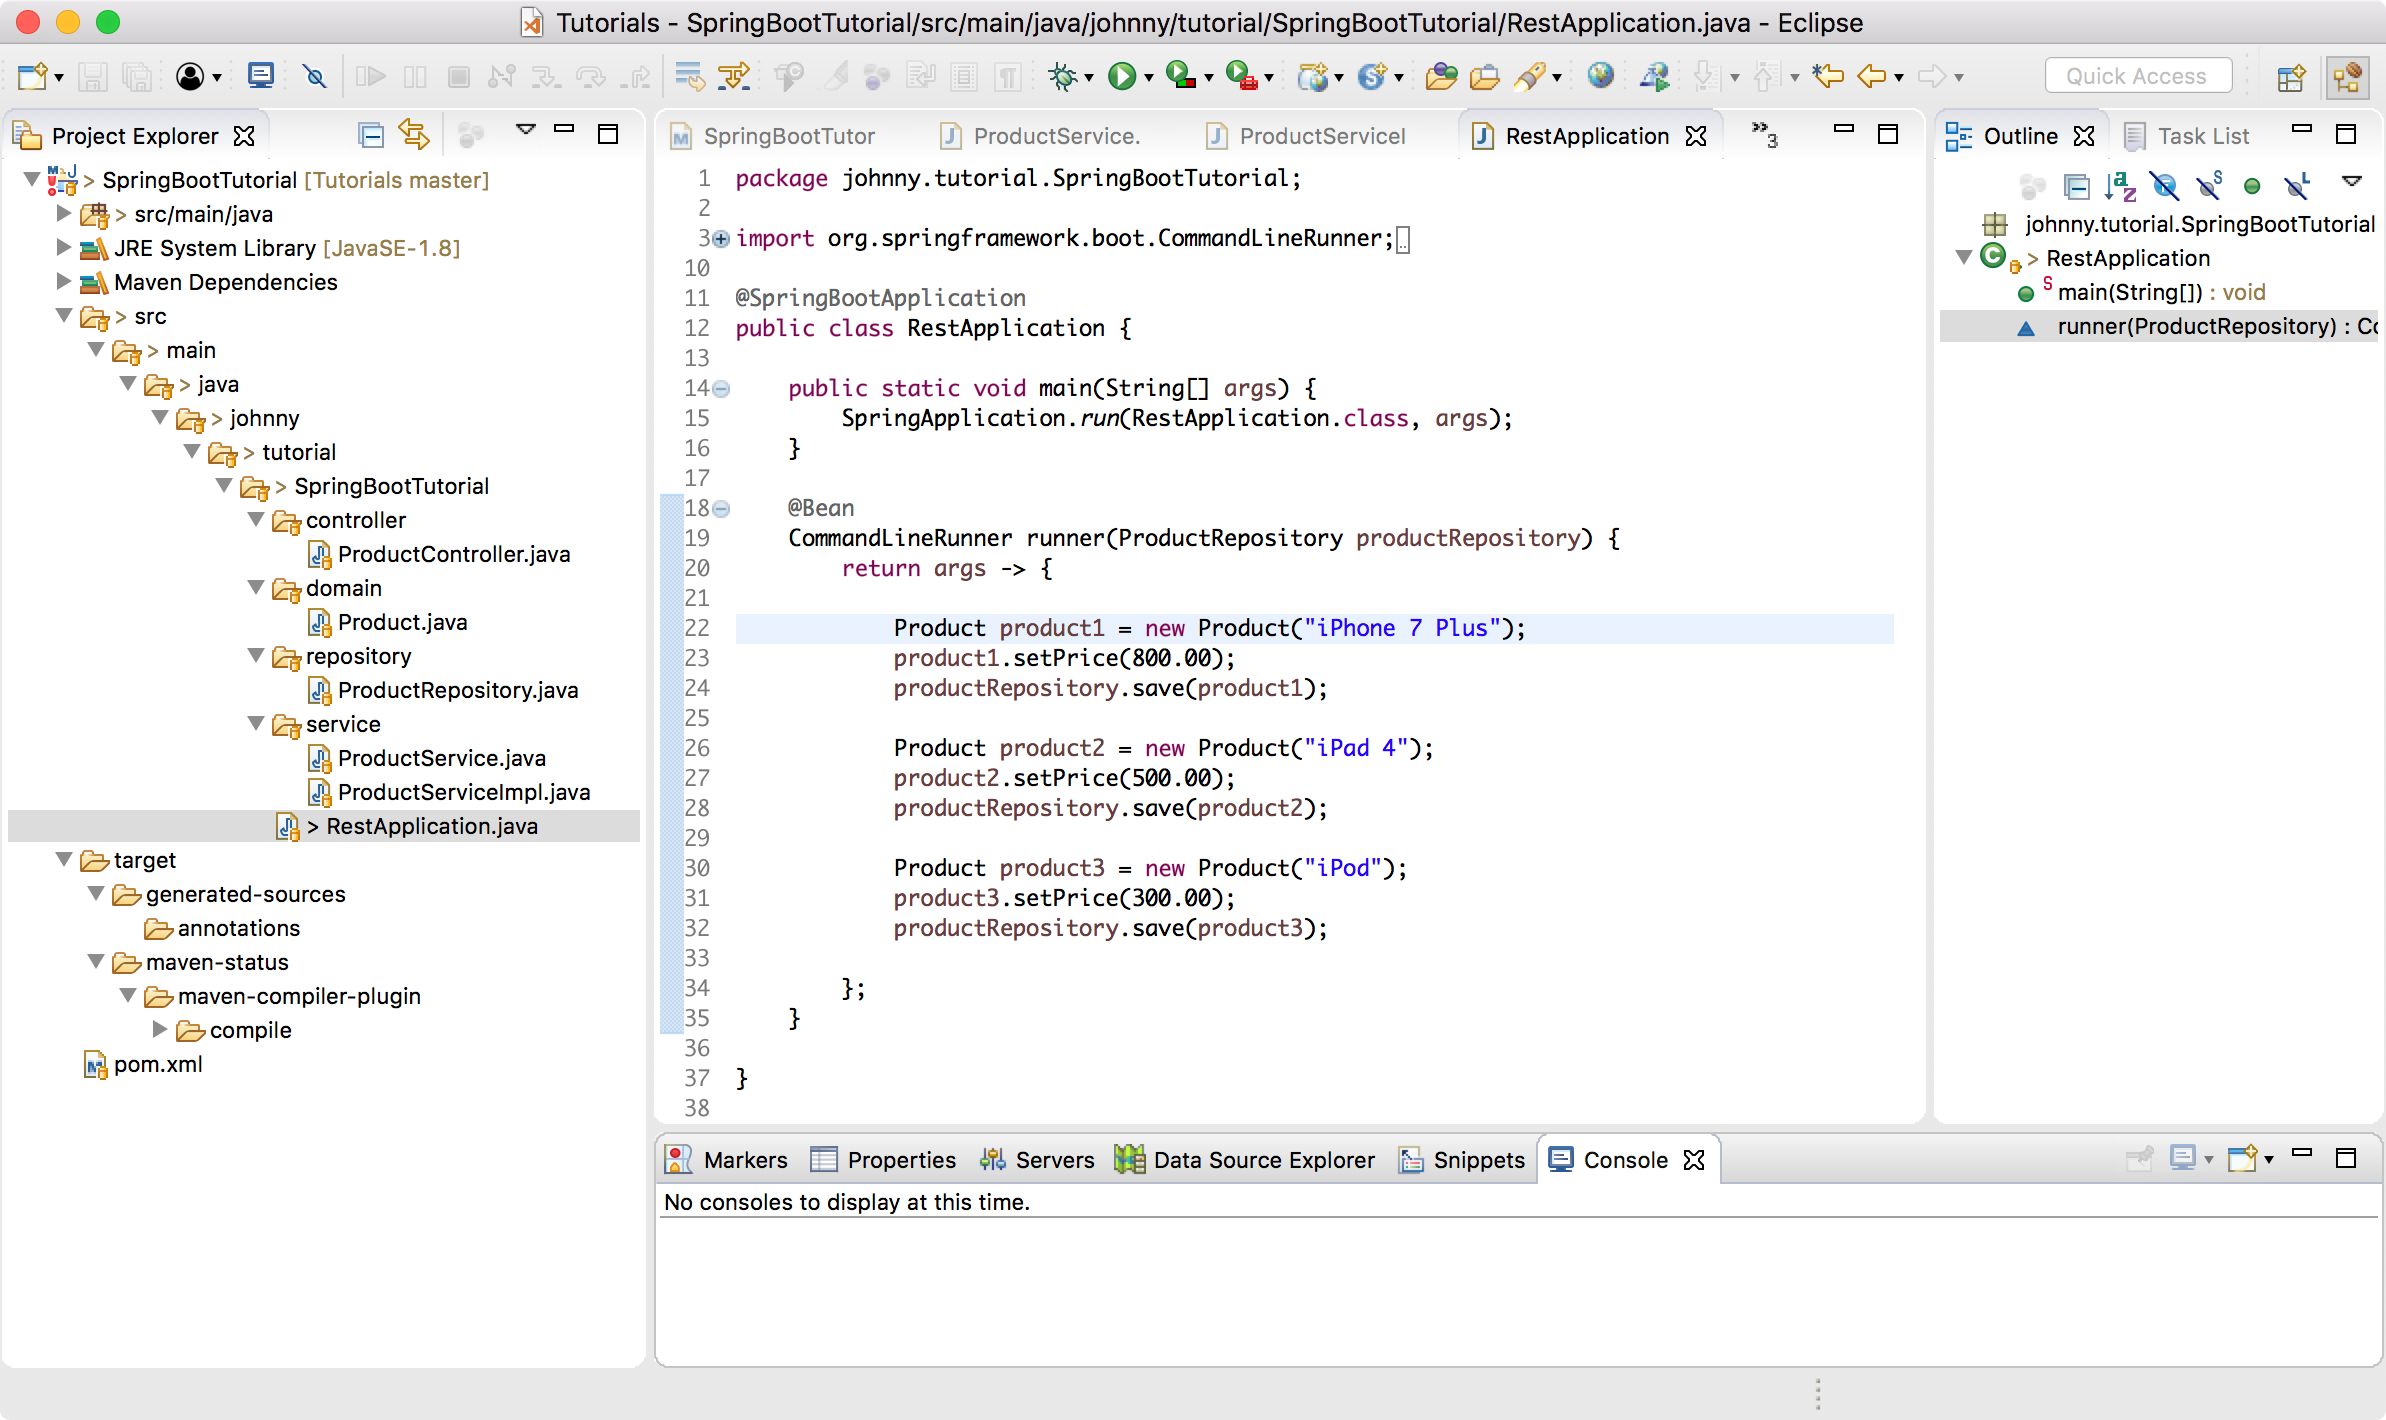 Tutorials - SpringBootTutorial/src/main/java/johnny/tutorial/SpringBootTutorial/RestApplication.java - Eclipse
Quick Access
Project Explorer
> SpringBootTutorial [Tutorials master]
> src/main/java
JRE System Library [JavaSE-1.8]
Maven Dependencies
> src
> main
> java
> johnny
> tutorial
> SpringBootTutorial
controller
ProductController.java
domain
Product.java
repository
ProductRepository.java
service
ProductService.java
ProductServiceImpl.java
> RestApplication.java
target
generated-sources
annotations
maven-status
maven-compiler-plugin
compile
pom.xml
SpringBootTutor ProductService. ProductServiceI RestApplication »3
1 package johnny.tutorial.SpringBootTutorial;
2
3 import org.springframework.boot.CommandLineRunner;
10
11 @SpringBootApplication
12 public class RestApplication {
13
14 public static void main(String[] args) {
15 SpringApplication.run(RestApplication.class, args);
16 }
17
18 @Bean
19 CommandLineRunner runner(ProductRepository productRepository) {
20 return args -> {
21
22 Product product1 = new Product("iPhone 7 Plus");
23 product1.setPrice(800.00);
24 productRepository.save(product1);
25
26 Product product2 = new Product("iPad 4");
27 product2.setPrice(500.00);
28 productRepository.save(product2);
29
30 Product product3 = new Product("iPod");
31 product3.setPrice(300.00);
32 productRepository.save(product3);
33
34 };
35 }
36
37 }
38
Outline Task List
johnny.tutorial.SpringBootTutorial
> RestApplication
main(String[]) : void
runner(ProductRepository) : Co
Markers Properties Servers Data Source Explorer Snippets Console
No consoles to display at this time.